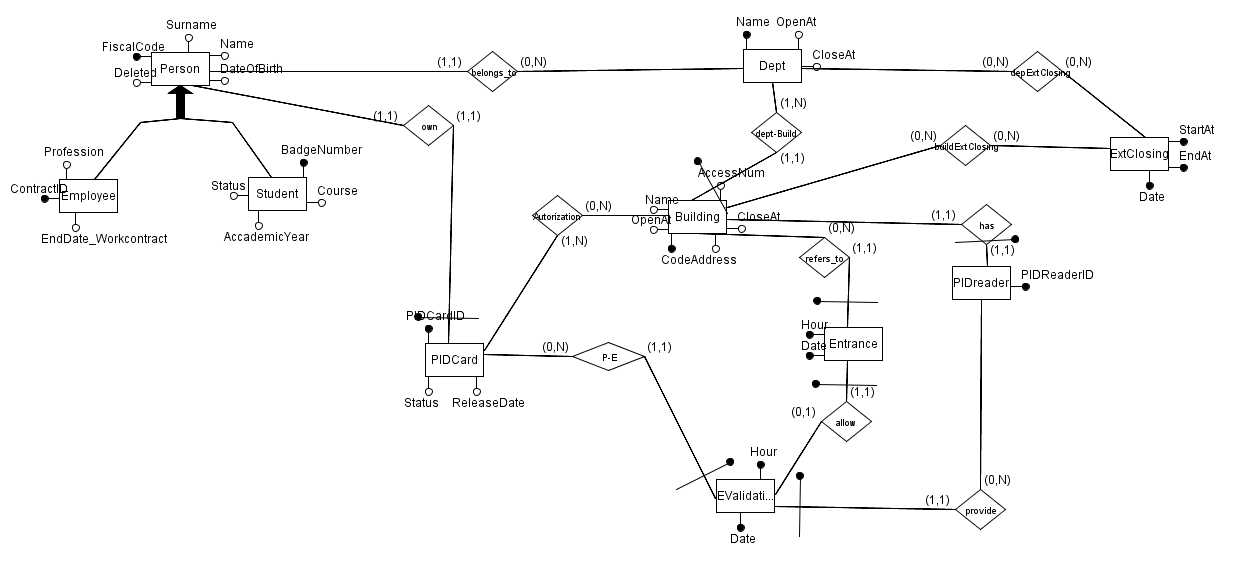 Surname
FiscalCode
Name
Person
Deleted
DateOfBirth
(1,1)
belongs_to
(0,N)
Name
OpenAt
Dept
CloseAt
(0,N)
depExtClosing
(0,N)
(1,1)
own
(1,1)
(1,N)
dept-Build
(1,1)
(0,N)
buildExtClosing
(0,N)
StartAt
ExtClosing
EndAt
Date
Profession
ContractID
Employee
EndDate_Workcontract
BadgeNumber
Status
Student
Course
AccademicYear
AccessNum
Name
OpenAt
Building
CloseAt
CodeAddress
Autorization
(0,N)
(1,N)
(0,N)
refers_to
(1,1)
(1,1)
has
(1,1)
PIDreader
PIDReaderID
PIDCardID
PIDCard
Status
ReleaseDate
(0,N)
P-E
(1,1)
Hour
Date
Entrance
(1,1)
(0,1)
allow
Hour
EValidati...
Date
(1,1)
provide
(0,N)